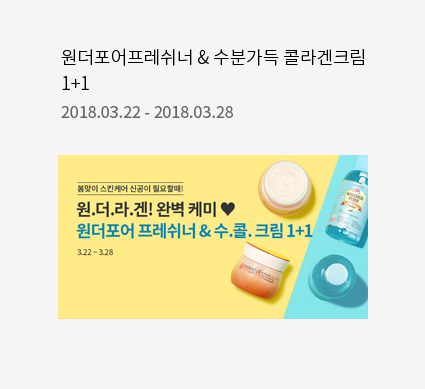 원더포어프레쉬너 & 수분가득 콜라겐크림
1+1
2018.03.22 - 2018.03.28
봄맞이 스킨케어 신공이 필요할때!
원.더.라.겐! 완벽 케미 ♥
원더포어 프레쉬너 & 수.콜. 크림 1+1
3.22 ~ 3.28